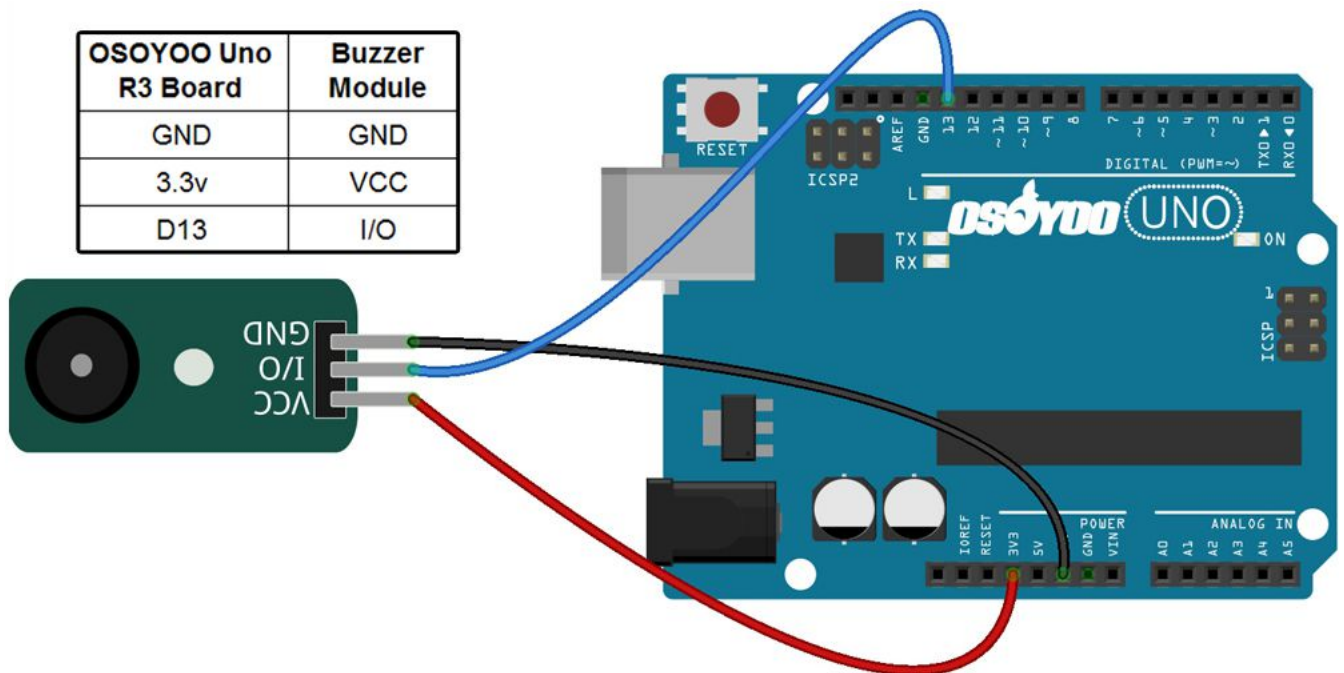 OSOYOO Uno
R3 Board
Buzzer
Module
GND
GND
3.3v
VCC
D13
I/O
GND
I/O
VCC
RESET
ICSP2
AREF
GND
13
12
~11
~10
~9
8
7
~6
~5
4
~3
2
TX0▶1
RX0◀0
DIGITAL (PWM=~)
L
TX
RX
OSOYOO
UNO
ON
1
ICSP
IOREF
RESET
3V3
5V
GND
VIN
POWER
ANALOG IN
A0
A1
A2
A3
A4
A5